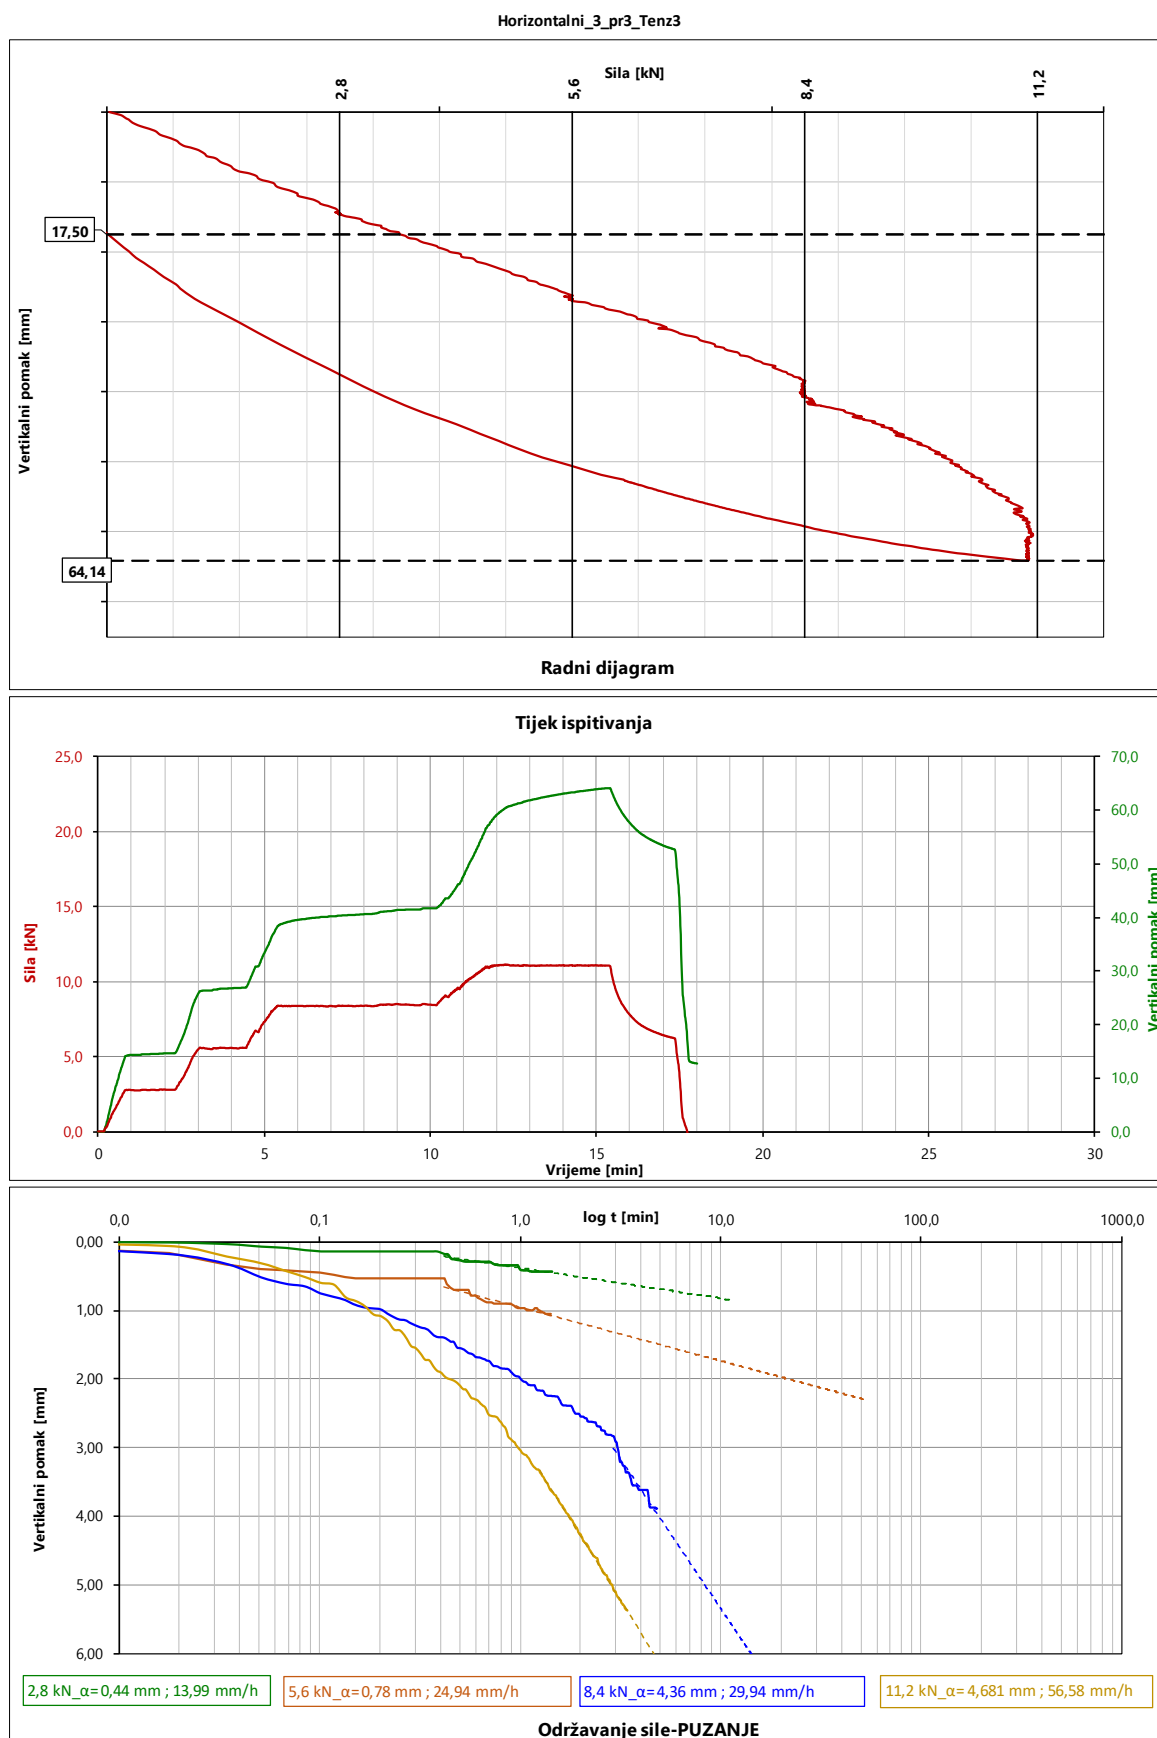 Horizontalni_3_pr3_Tenz3
Sila [kN]
2,8
5,6
8,4
11,2
17,50
64,14
Vertikalni pomak [mm]
Radni dijagram
Tijek ispitivanja
25,0
20,0
15,0
10,0
5,0
0,0
Sila [kN]
70,0
60,0
50,0
40,0
30,0
20,0
10,0
0,0
Vertikalni pomak [mm]
0 5 10 15 20 25 30
Vrijeme [min]
log t [min]
0,0 0,1 1,0 10,0 100,0 1000,0
0,00
1,00
2,00
3,00
4,00
5,00
6,00
Vertikalni pomak [mm]
2,8 kN_α=0,44 mm ; 13,99 mm/h
5,6 kN_α=0,78 mm ; 24,94 mm/h
8,4 kN_α=4,36 mm ; 29,94 mm/h
11,2 kN_α=4,681 mm ; 56,58 mm/h
Održavanje sile-PUZANJE